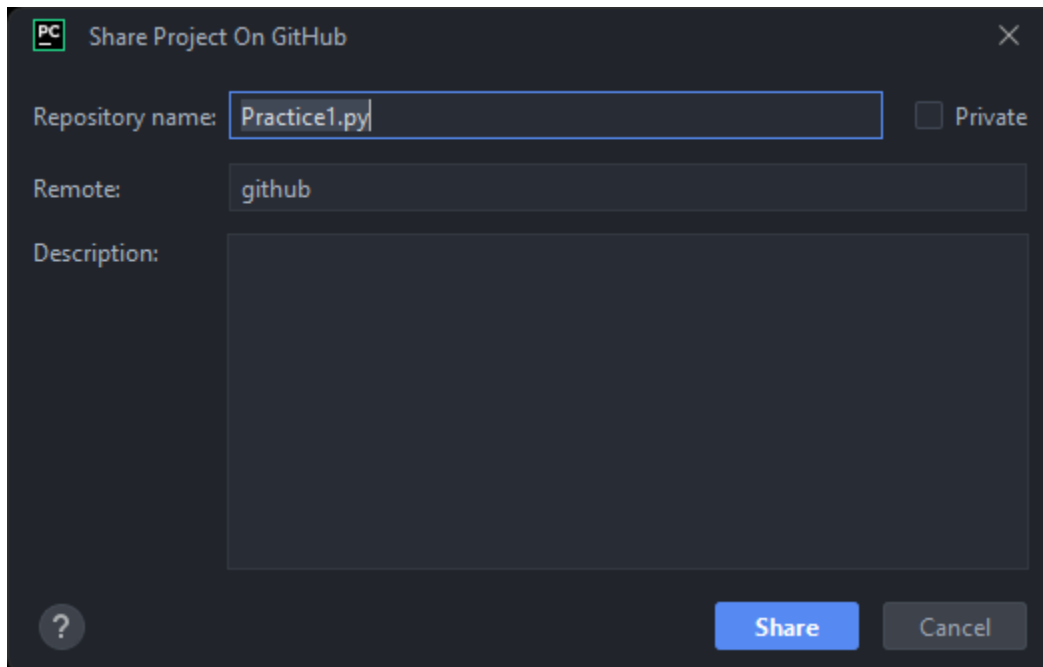 PC Share Project On GitHub
Repository name: Practice1.py Private
Remote: github
Description:
? Share Cancel